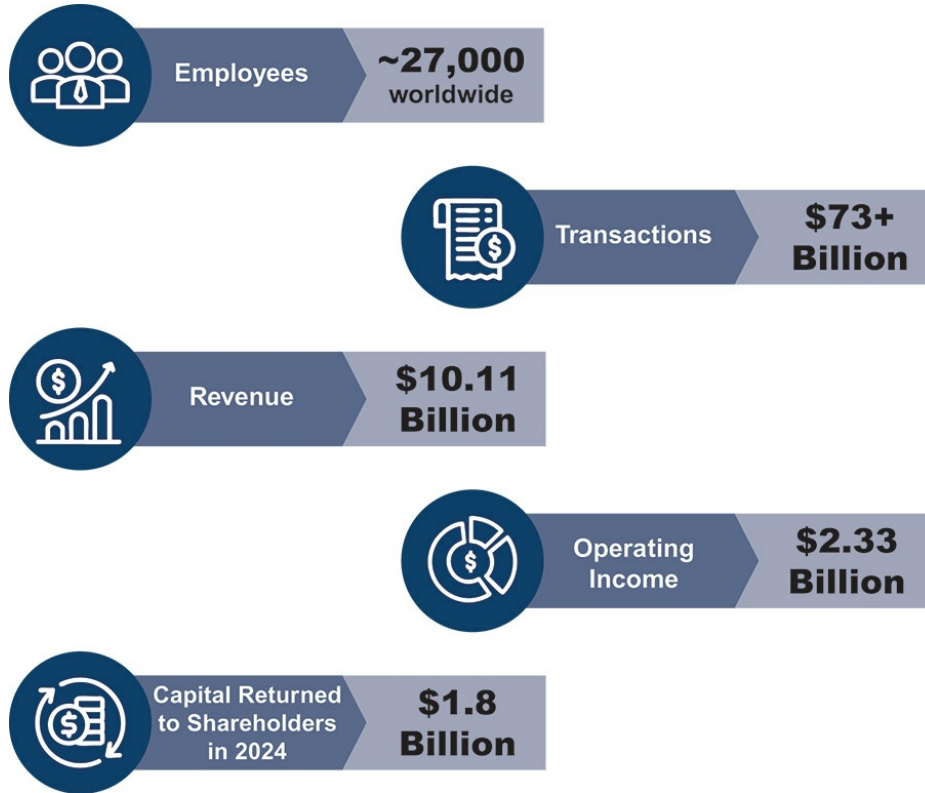 Employees
~27,000
worldwide
Transactions
$73+
Billion
$
Revenue
$10.11
Billion
$
Operating
Income
$2.33
Billion
$
Capital Returned
to Shareholders
in 2024
$1.8
Billion
$